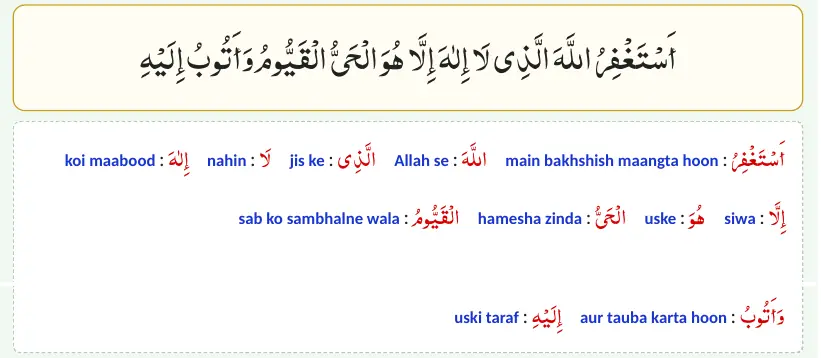 أَسْتَغْفِرُ اللَّهَ الَّذِى لَا إِلٰهَ إِلَّا هُوَ الْحَىُّ الْقَيُّومُ وَأَتُوبُ إِلَيْهِ
أَسْتَغْفِرُ : main bakhshish maangta hoon اللَّهَ : Allah se الَّذِى : jis ke لَا : nahin إِلٰهَ : koi maabood
إِلَّا : siwa هُوَ : uske الْحَىُّ : hamesha zinda الْقَيُّومُ : sab ko sambhalne wala
وَأَتُوبُ : aur tauba karta hoon إِلَيْهِ : uski taraf